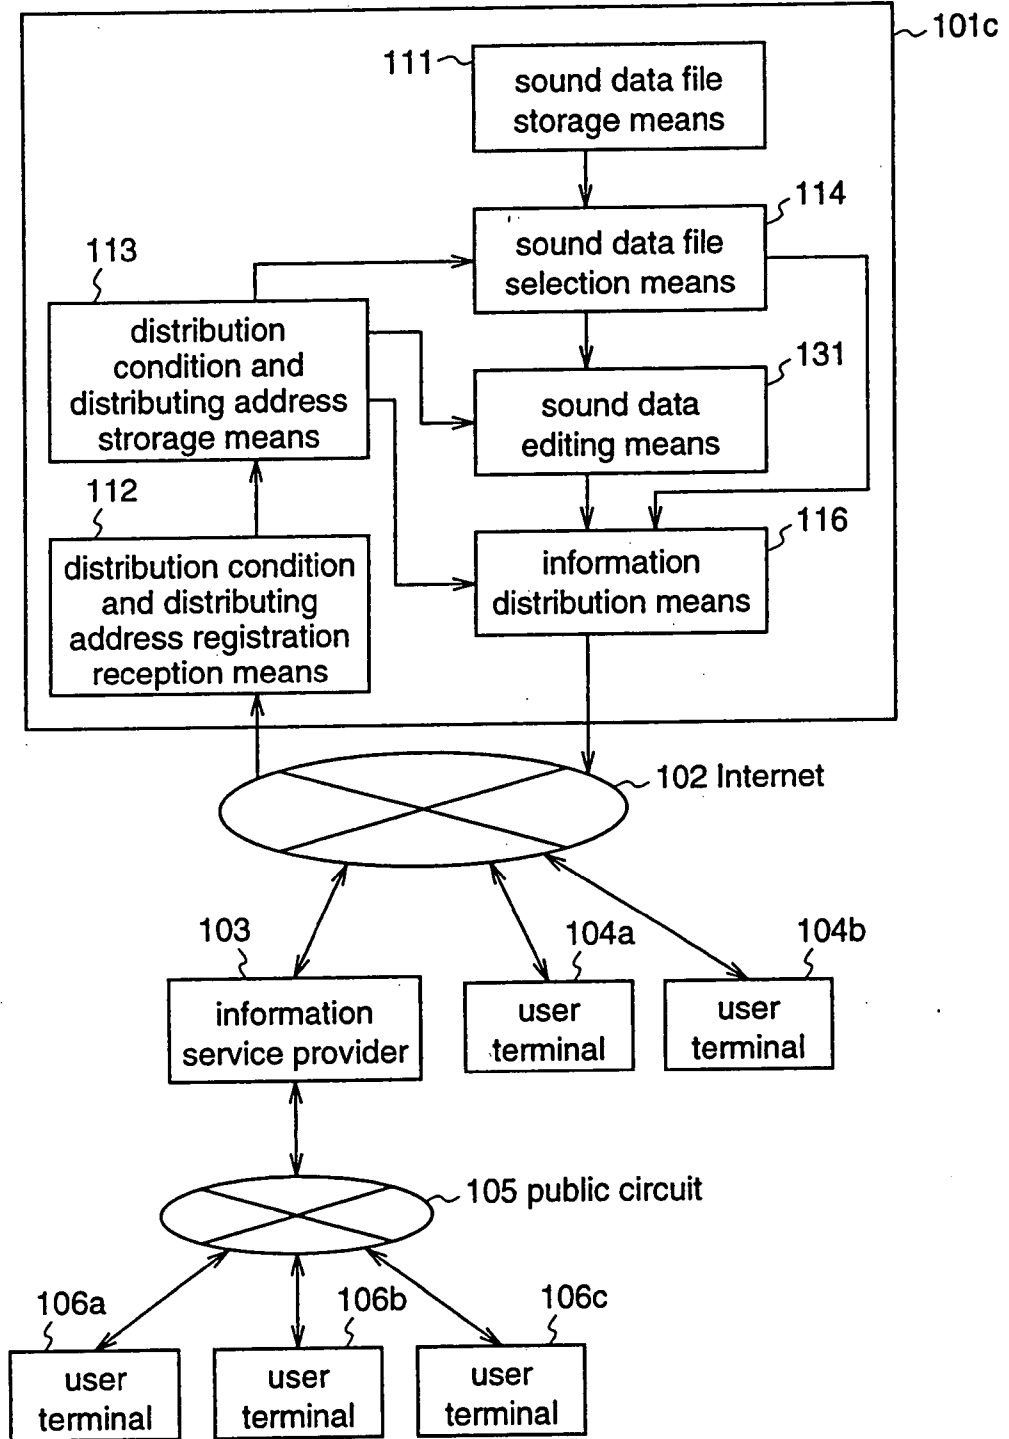 101c
111
sound data file
storage means
114
sound data file
selection means
113
distribution
condition and
distributing address
strorage means
131
sound data
editing means
112
distribution condition
and distributing
address registration
reception means
116
information
distribution means
102 Internet
103
information
service provider
104a
user
terminal
104b
user
terminal
105 public circuit
106a
user
terminal
106b
user
terminal
106c
user
terminal